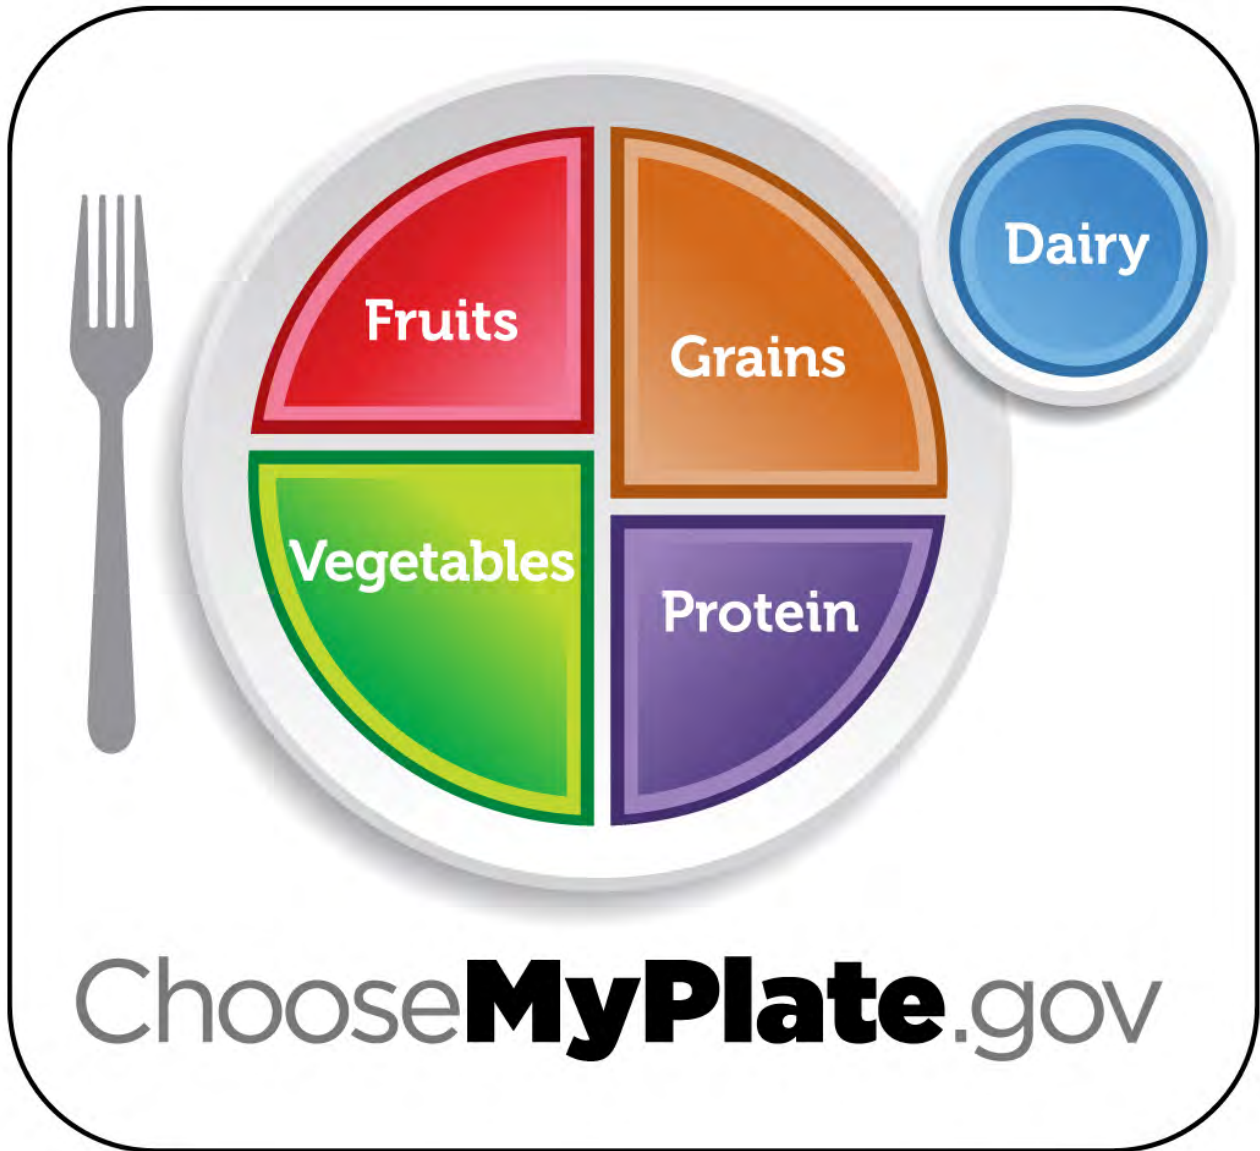 Fruits
Grains
Dairy
Vegetables
Protein
ChooseMyPlate.gov